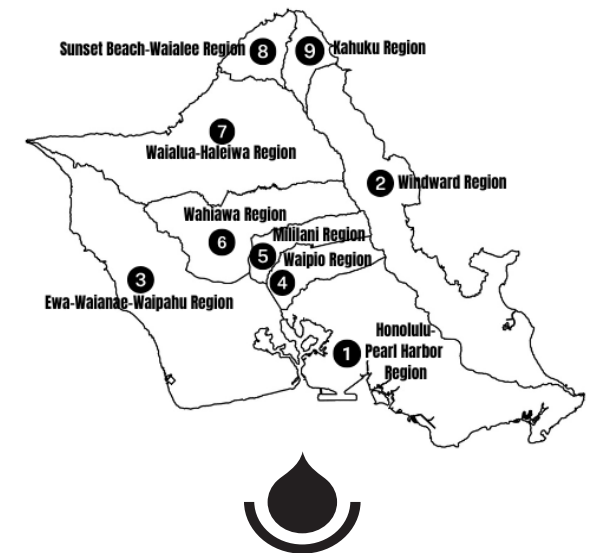 Sunset Beach-Waialee Region
8
9
Kahuku Region
7
Waialua-Haleiwa Region
2
Windward Region
Wahiawa Region
6
Mililani Region
5
Waipio Region
4
3
Ewa-Waianae-Waipahu Region
1
Honolulu-
Pearl Harbor
Region